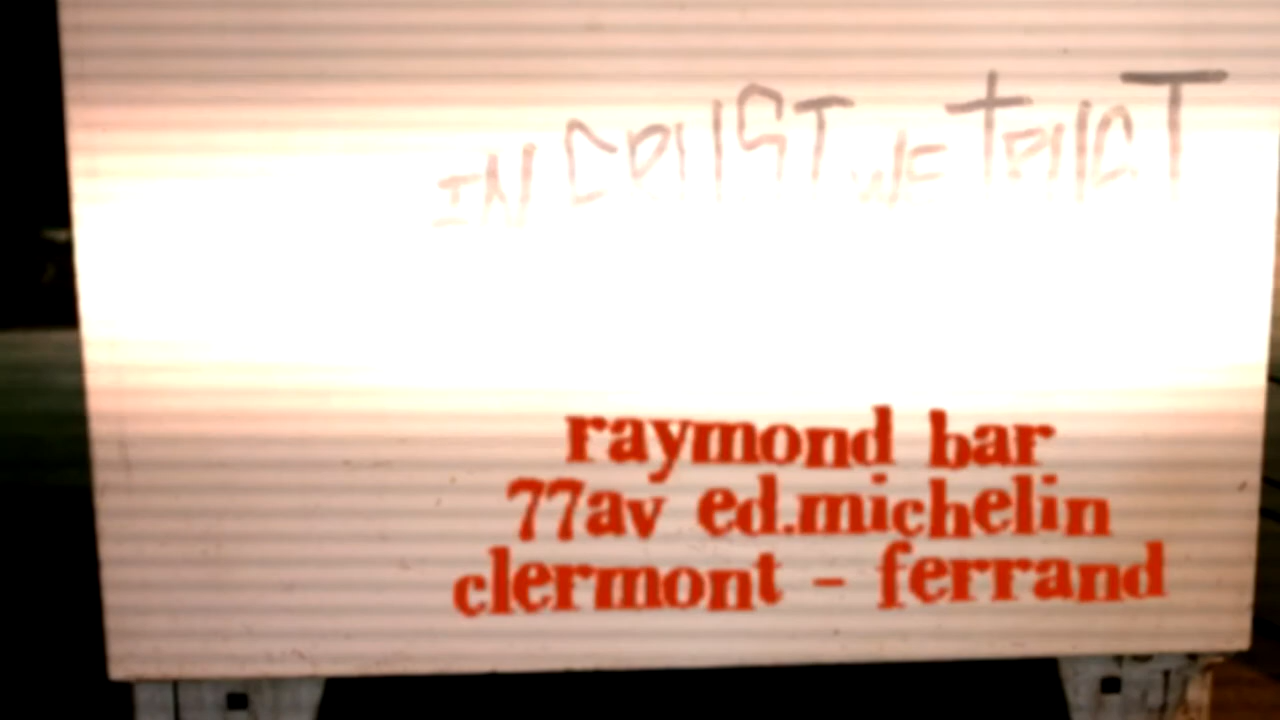 IN CRUST WE TRUST
raymond bar
77av ed.michelin
clermont - ferrand